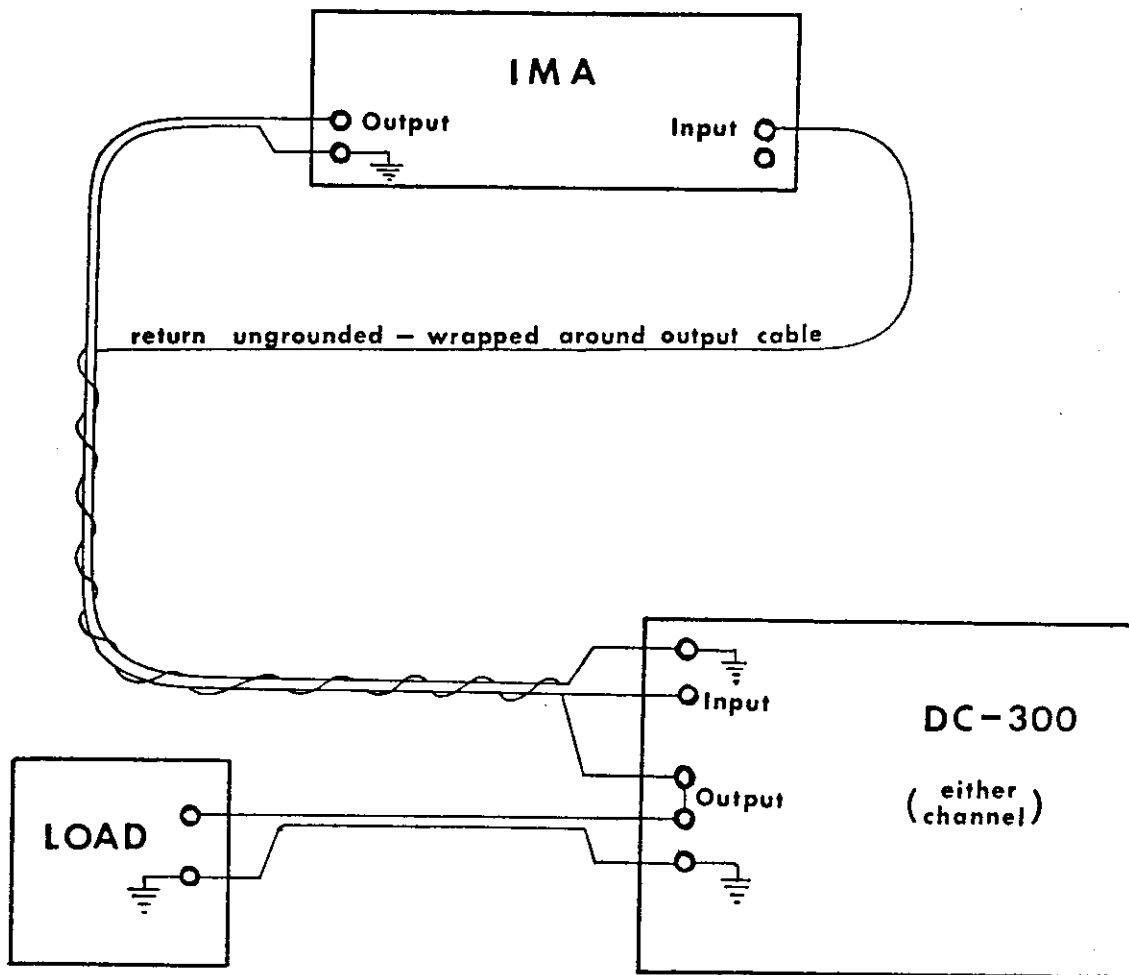 IMA
Output
Input
return ungrounded – wrapped around output cable
Input
DC-300
Output
(either
channel)
LOAD